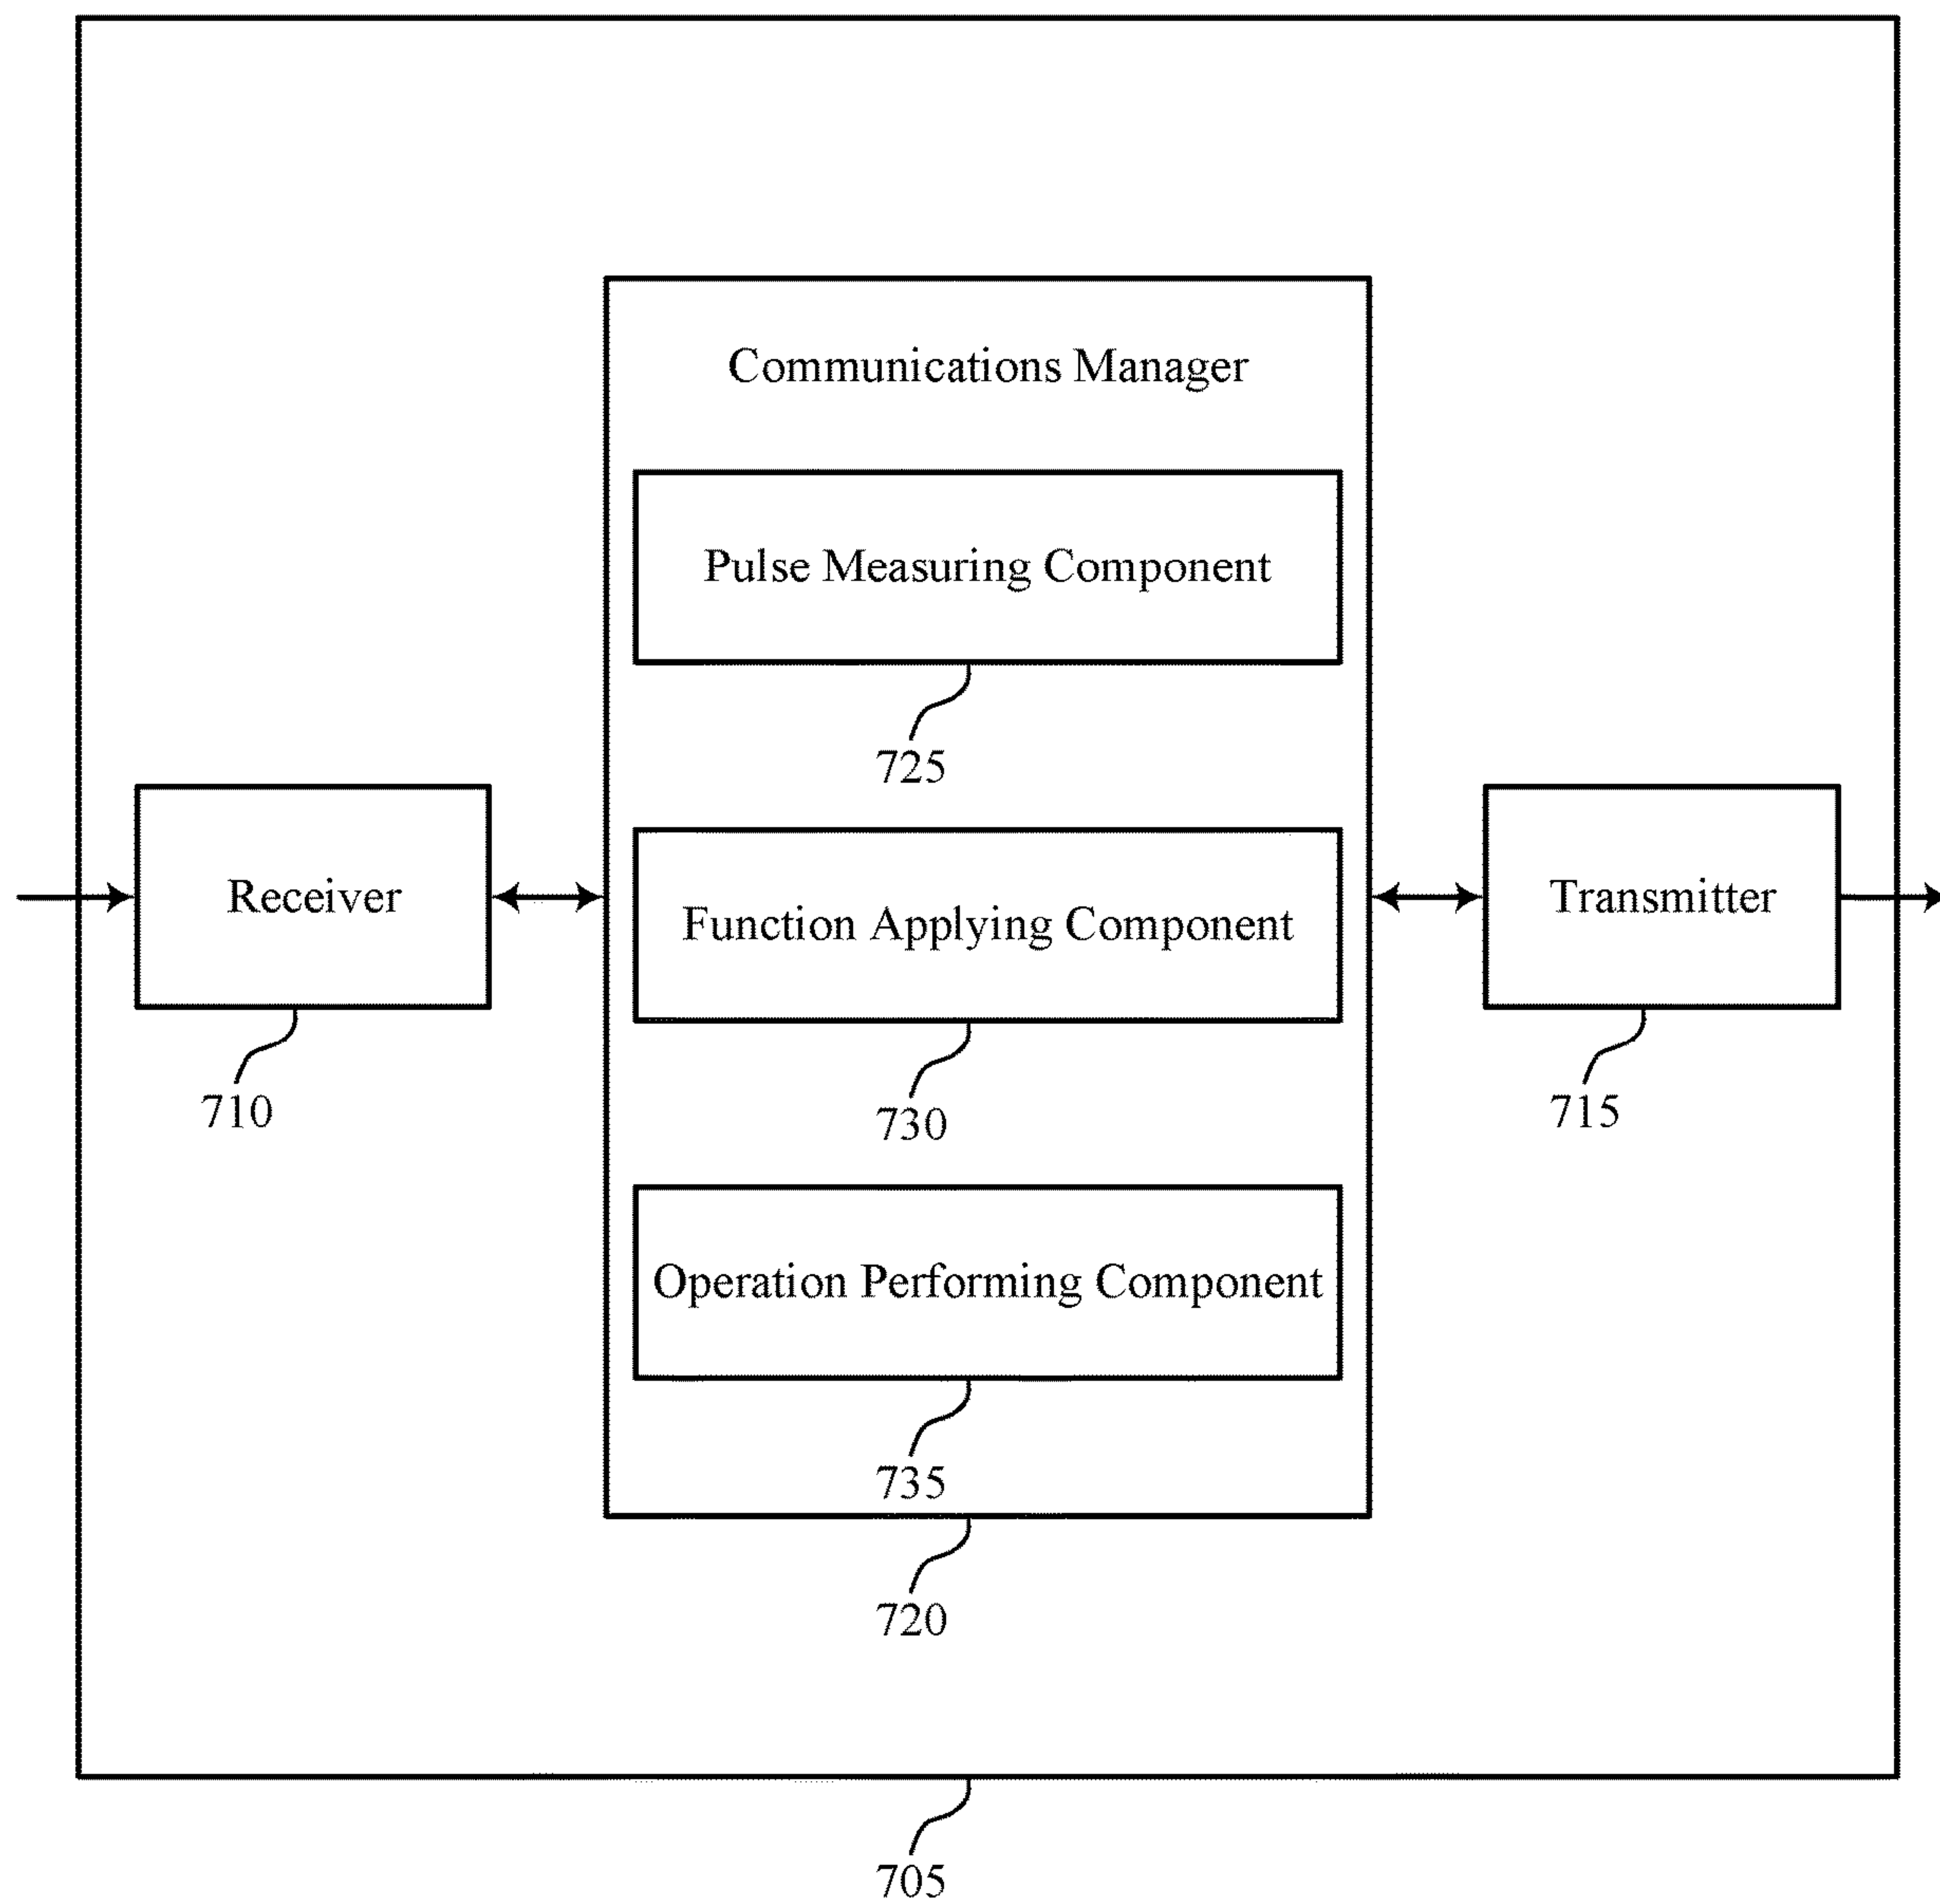 Communications Manager
Pulse Measuring Component
725
Receiver
Function Applying Component
Transmitter
710
730
715
Operation Performing Component
735
720
705